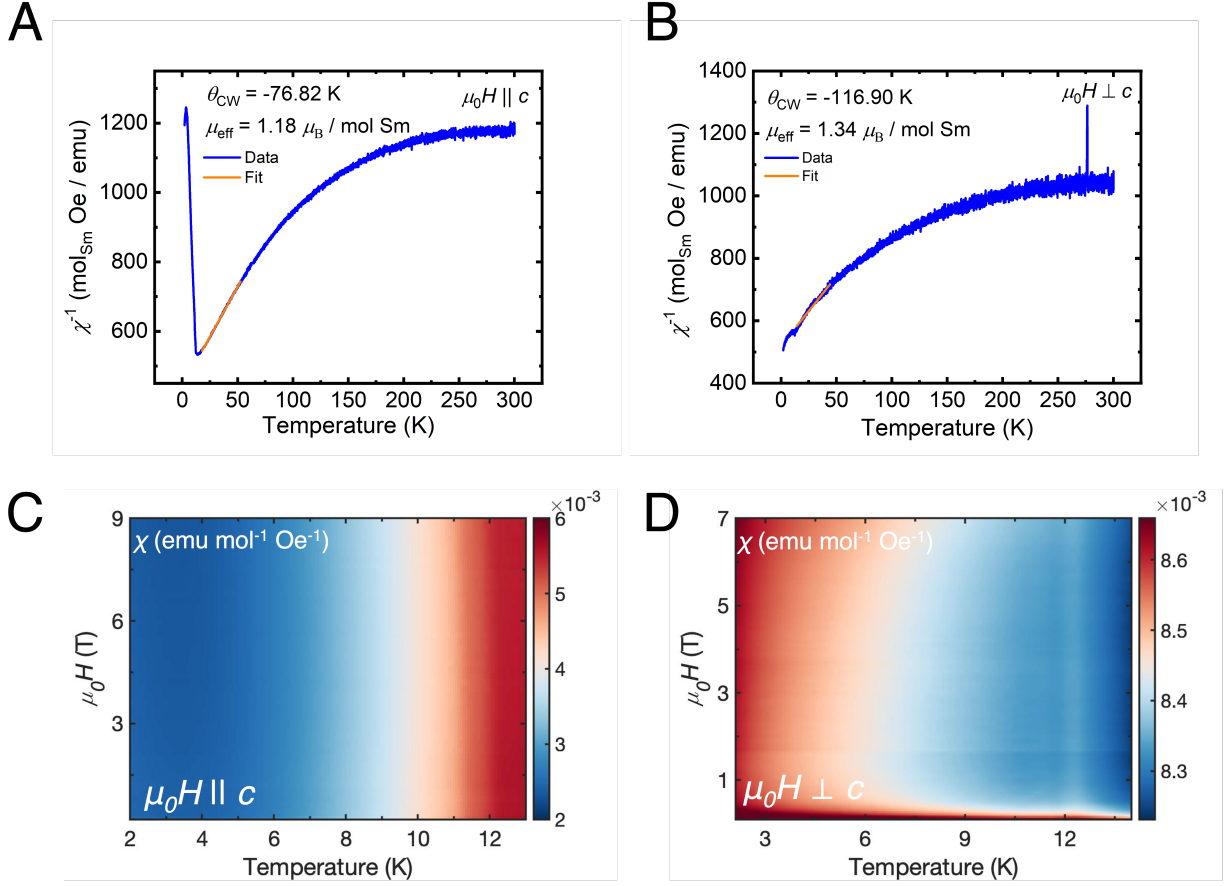 A
θCW = -76.82 K
μ0H || c
μeff = 1.18 μB / mol Sm
Data
Fit
1200
1000
800
600
χ-1 (molSm Oe / emu)
0 50 100 150 200 250 300
Temperature (K)
B
θCW = -116.90 K
μ0H ⊥ c
μeff = 1.34 μB / mol Sm
Data
Fit
1400
1200
1000
800
600
400
χ-1 (molSm Oe / emu)
0 50 100 150 200 250 300
Temperature (K)
C
χ (emu mol-1 Oe-1)
μ0H || c
9
6
3
μ0H (T)
2 4 6 8 10 12
Temperature (K)
×10-3
6
5
4
3
2
D
χ (emu mol-1 Oe-1)
μ0H ⊥ c
7
5
3
1
μ0H (T)
3 6 9 12
Temperature (K)
×10-3
8.6
8.5
8.4
8.3